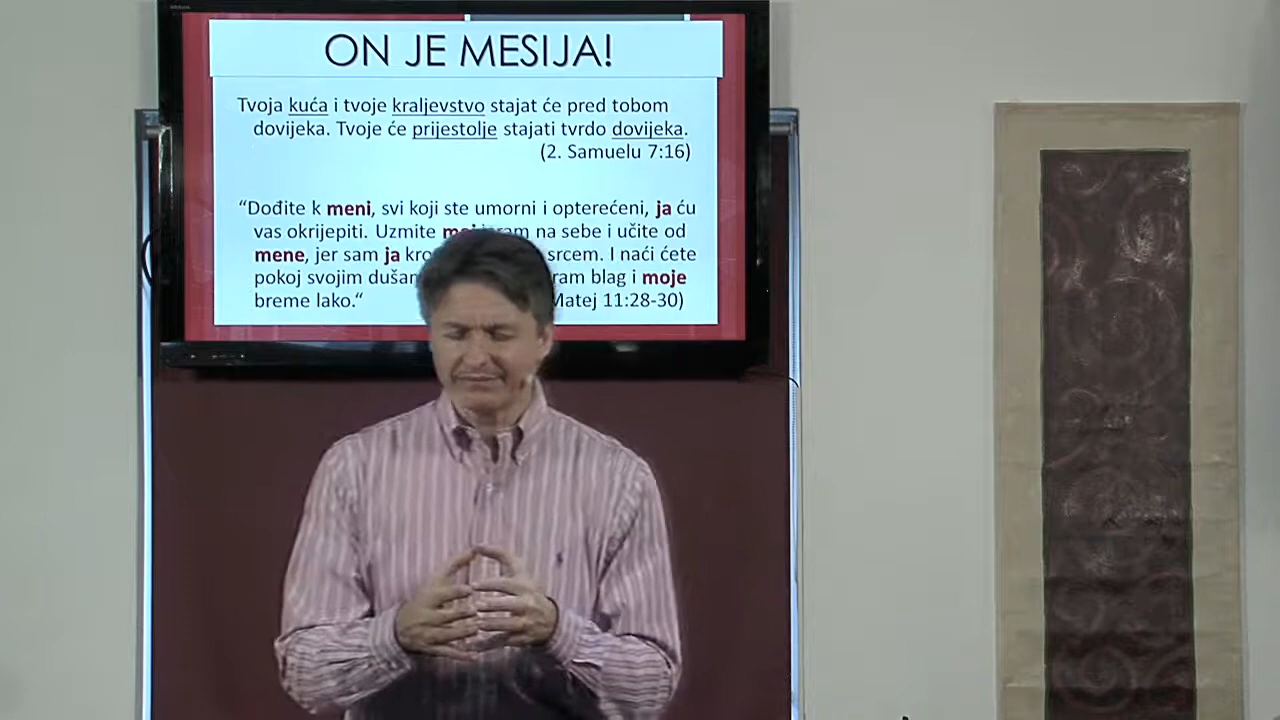 ON JE MESIJA!
Tvoja kuća i tvoje kraljevstvo stajat će pred tobom
dovijeka. Tvoje će prijestolje stajati tvrdo dovijeka.
(2. Samuelu 7:16)
“Dođite k meni, svi koji ste umorni i opterećeni, ja ću
vas okrijepiti. Uzmite na sebe i učite od
mene, jer sam ja srcem. I naći ćete
pokoj svojim blag i moje
breme lako.“ Matej 11:28-30)